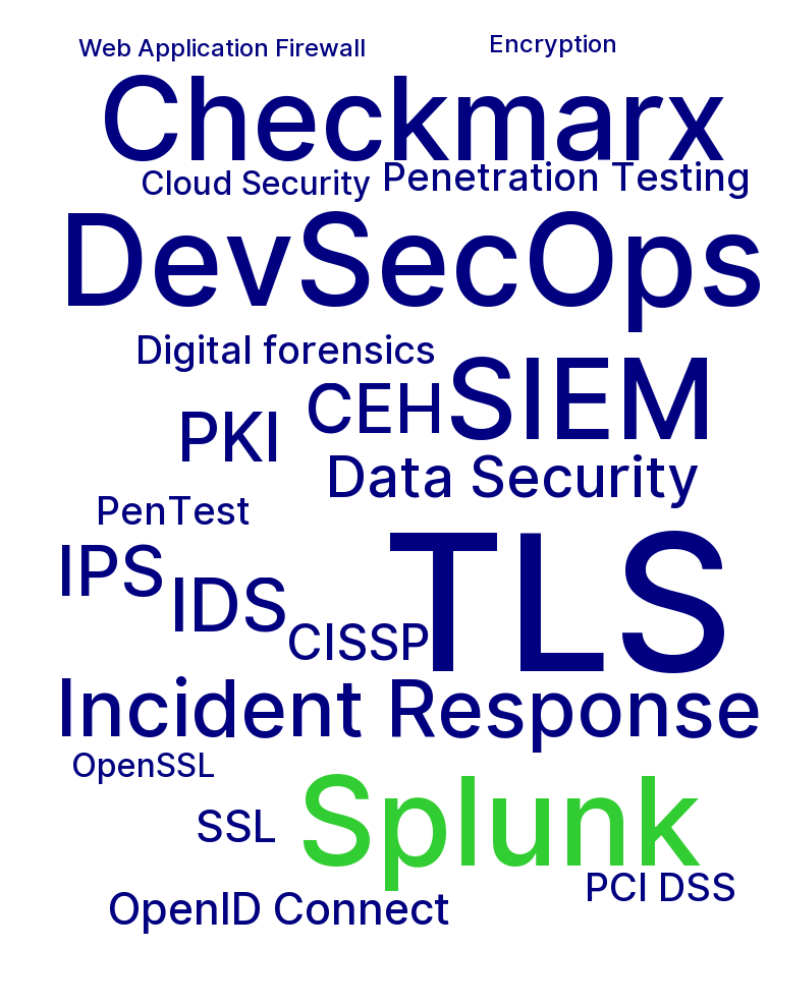 Web Application Firewall
Encryption
Checkmarx
Cloud Security
Penetration Testing
DevSecOps
Digital forensics
SIEM
CEH
PKI
Data Security
PenTest
TLS
IPS
IDS
CISSP
Incident Response
OpenSSL
Splunk
SSL
PCI DSS
OpenID Connect